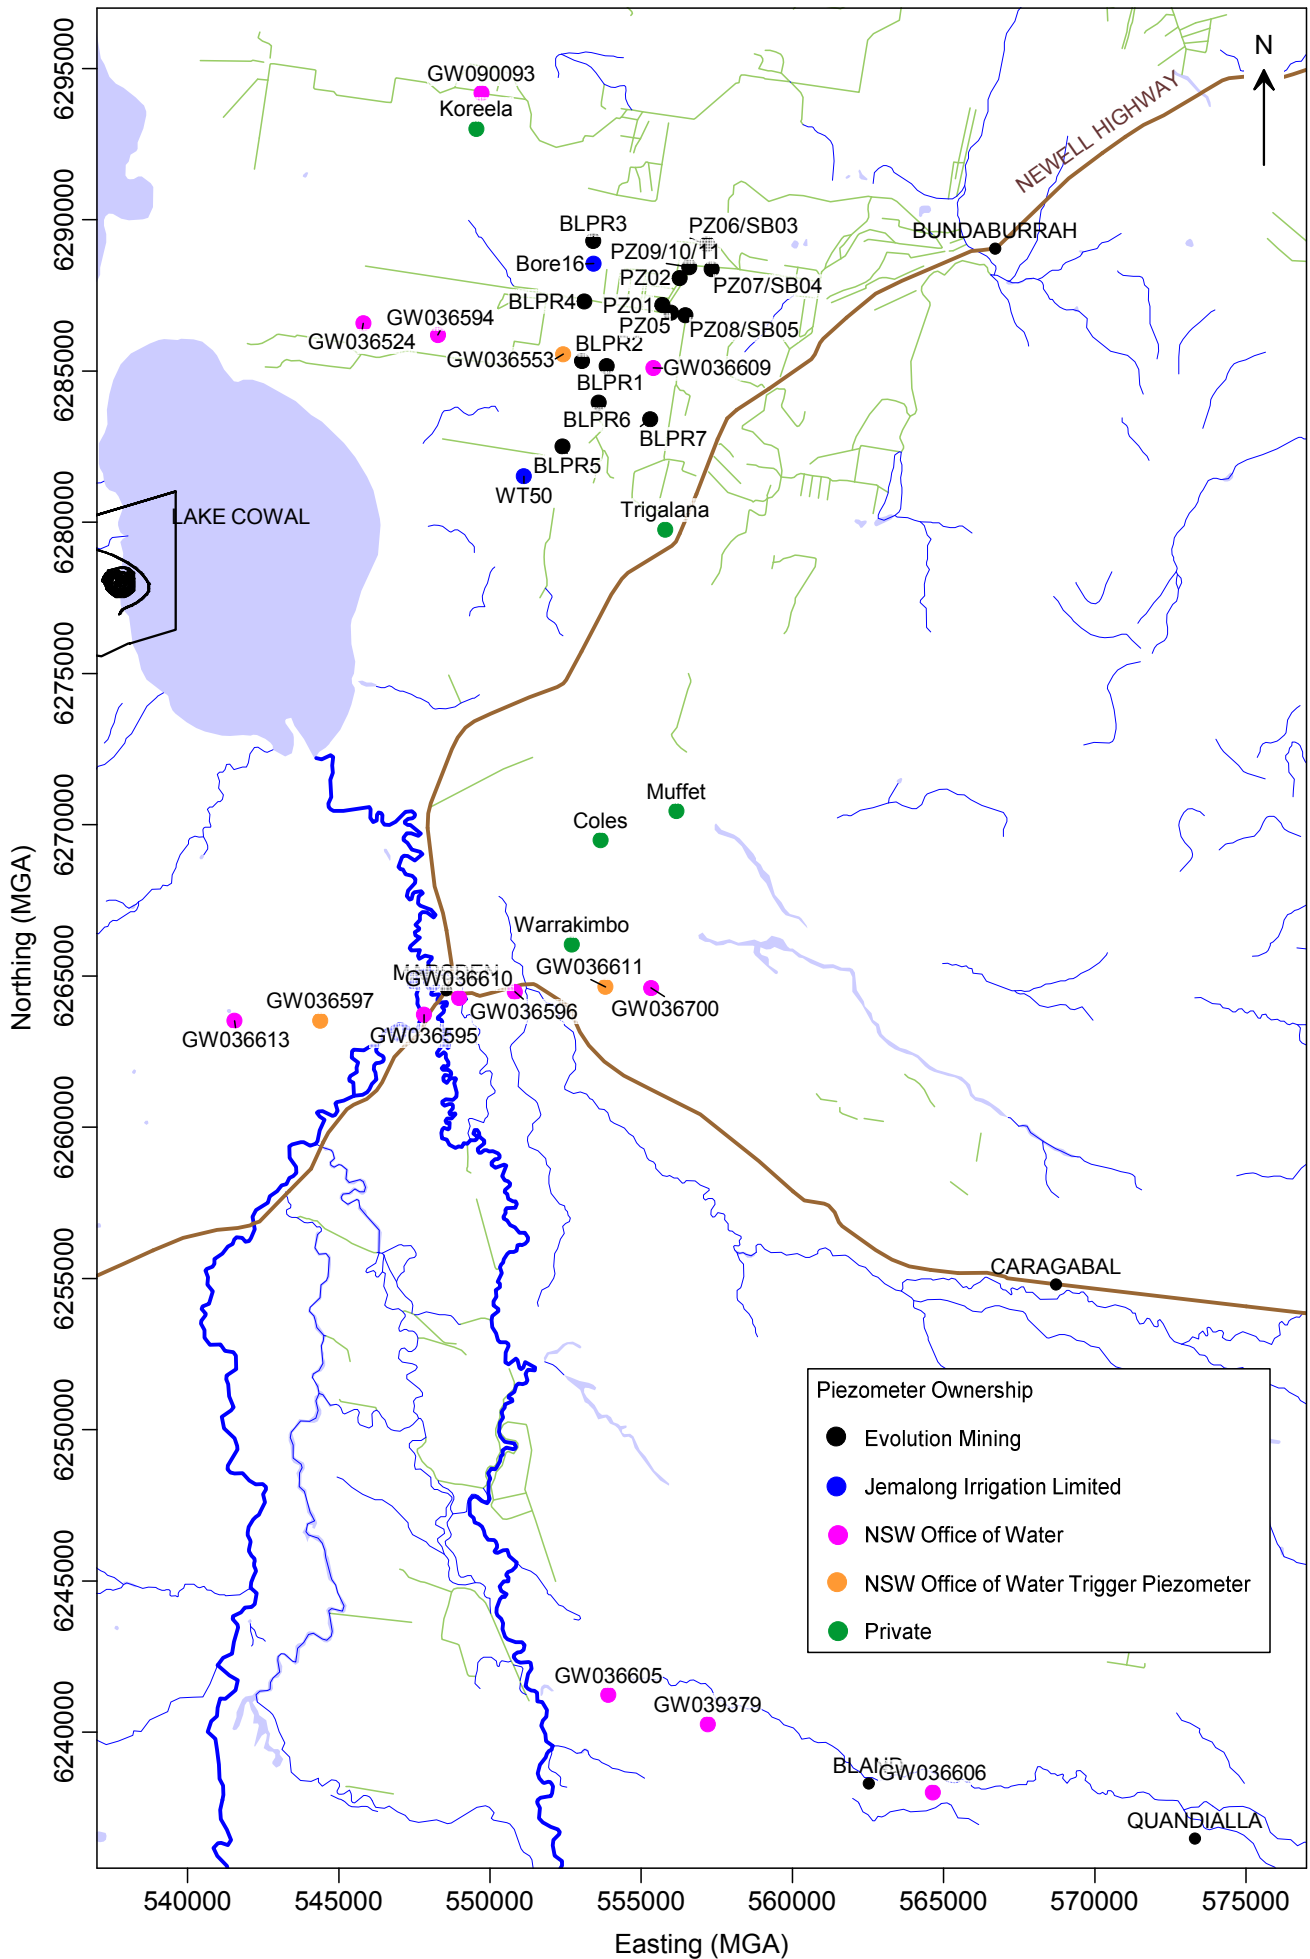 N
NEWELL HIGHWAY
GW090093
Koreela
BLPR3
PZ06/SB03
BUNDABURRAH
PZ09/10/11
Bore16
PZ02
PZ07/SB04
BLPR4
PZ01
GW036594
PZ05
PZ08/SB05
GW036524
BLPR2
GW036553
GW036609
BLPR1
BLPR6
BLPR7
BLPR5
WT50
Trigalana
LAKE COWAL
Muffet
Coles
Warrakimbo
GW036611
GW036610
GW036597
GW036700
GW036596
GW036613
GW036595
CARAGABAL
Piezometer Ownership
Evolution Mining
Jemalong Irrigation Limited
NSW Office of Water
NSW Office of Water Trigger Piezometer
Private
GW036605
GW039379
GW036606
QUANDIALLA
6295000
6290000
6285000
6280000
6275000
6270000
6265000
6260000
6255000
6250000
6245000
6240000
Northing (MGA)
540000 545000 550000 555000 560000 565000 570000 575000
Easting (MGA)